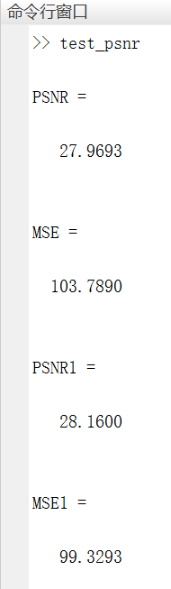 命令行窗口
>> test_psnr
PSNR =
27.9693
MSE =
103.7890
PSNR1 =
28.1600
MSE1 =
99.3293